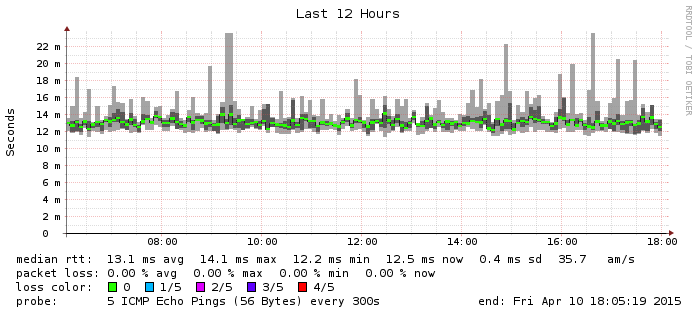 Last 12 Hours
RRDTOOL / TOBI OETIKER
Seconds
22 m
20 m
18 m
16 m
14 m
12 m
10 m
8 m
6 m
4 m
2 m
0
08:00 10:00 12:00 14:00 16:00 18:00
median rtt: 13.1 ms avg 14.1 ms max 12.2 ms min 12.5 ms now 0.4 ms sd 35.7 am/s
packet loss: 0.00 % avg 0.00 % max 0.00 % min 0.00 % now
loss color: 0 1/5 2/5 3/5 4/5
probe: 5 ICMP Echo Pings (56 Bytes) every 300s end: Fri Apr 10 18:05:19 2015